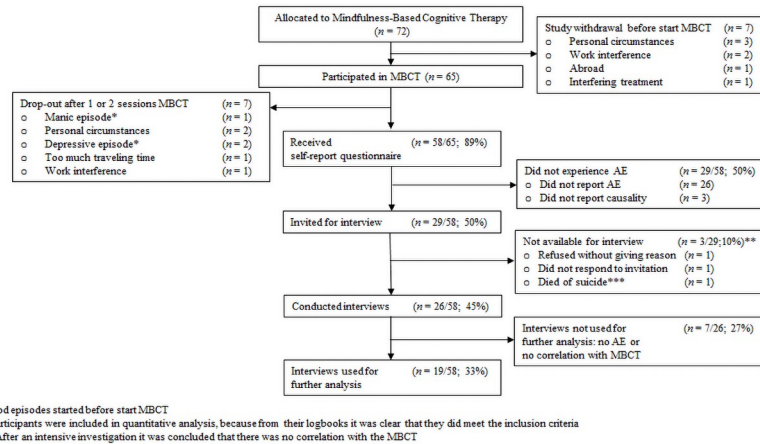 Allocated to Mindfulness-Based Cognitive Therapy
(n = 72)
Study withdrawal before start MBCT (n = 7)
o Personal circumstances (n = 3)
o Work interference (n = 2)
o Abroad (n = 1)
o Interfering treatment (n = 1)
Participated in MBCT (n = 65)
Drop-out after 1 or 2 sessions MBCT (n = 7)
o Manic episode* (n = 1)
o Personal circumstances (n = 2)
o Depressive episode* (n = 2)
o Too much traveling time (n = 1)
o Work interference (n = 1)
Received (n = 58/65; 89%)
self-report questionnaire
Did not experience AE (n = 29/58; 50%)
o Did not report AE (n = 26)
o Did not report causality (n = 3)
Invited for interview (n = 29/58; 50%)
Not available for interview (n = 3/29;10%)**
o Refused without giving reason (n = 1)
o Did not respond to invitation (n = 1)
o Died of suicide*** (n = 1)
Conducted interviews (n = 26/58; 45%)
Interviews not used for (n = 7/26; 27%)
further analysis: no AE or
no correlation with MBCT
Interviews used for (n = 19/58; 33%)
further analysis
episodes started before start MBCT
were included in quantitative analysis, because from their logbooks it was clear that they did meet the inclusion criteria
After an intensive investigation it was concluded that there was no correlation with the MBCT